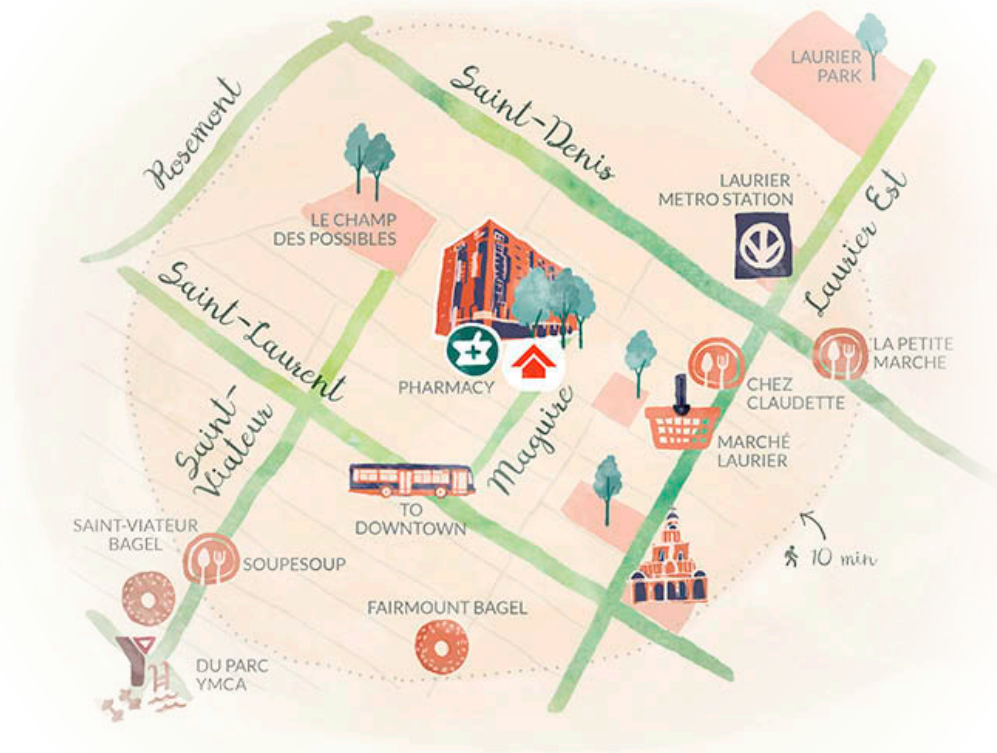 LAURIER
PARK
Rosemont
Saint-Denis
LAURIER
METRO STATION
LE CHAMP
DES POSSIBLES
Laurier Est
Saint-Laurent
LA PETITE
MARCHE
PHARMACY
CHEZ
CLAUDETTE
Maguire
Saint-
Viateur
MARCHÉ
LAURIER
TO
DOWNTOWN
SAINT-VIATEUR
BAGEL
SOUPESOUP
10 min
FAIRMOUNT BAGEL
DU PARC
YMCA